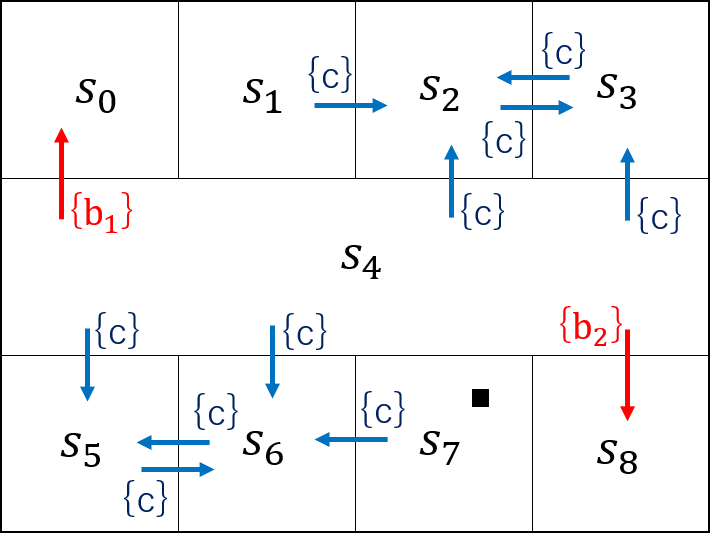 s₀ s₁ {c} s₂ {c} {c} s₃
{b₁} {c} {c}
s₄
{c} {c} {b₂}
s₅ {c} {c} s₆ {c} s₇ s₈